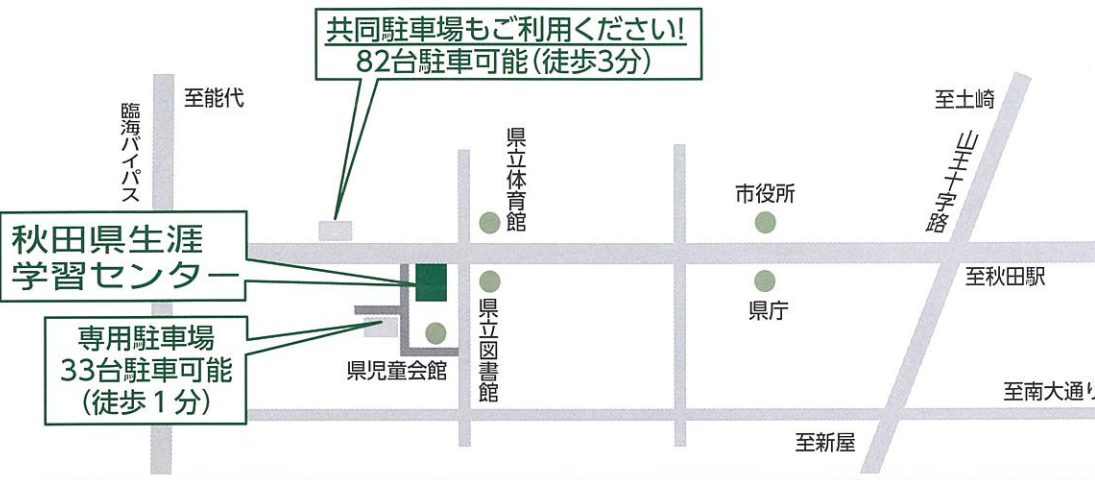 共同駐車場もご利用ください!
82台駐車可能（徒歩3分）
至能代
臨海バイパス
至土崎
山王十字路
県立体育館
市役所
秋田県生涯
学習センター
至秋田駅
県庁
県立図書館
専用駐車場
33台駐車可能
（徒歩１分）
県児童会館
至南大通り
至新屋